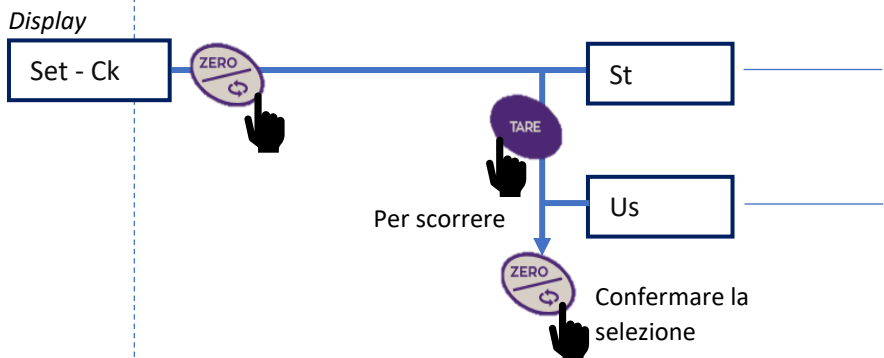 Display
Set - Ck
ZERO
St
TARE
Per scorrere
Us
ZERO
Confermare la
selezione